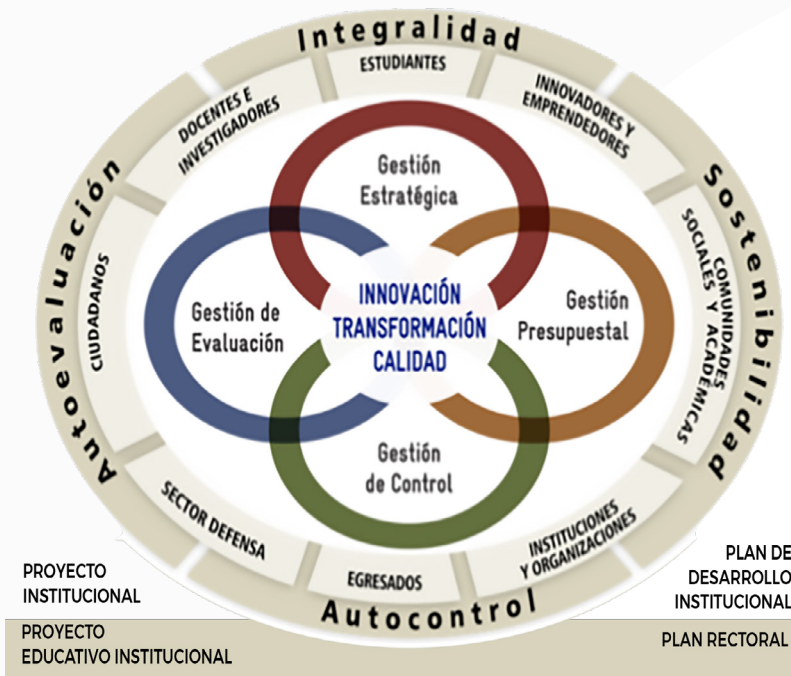 Integralidad
ESTUDIANTES
DOCENTES E
INVESTIGADORES
INNOVADORES Y
EMPRENDEDORES
Autoevaluación
Sostenibilidad
CIUDADANOS
COMUNIDADES
SOCIALES Y ACADÉMICAS
Gestión
Estratégica
Gestión de
Evaluación
INNOVACIÓN
TRANSFORMACIÓN
CALIDAD
Gestión
Presupuestal
Gestión
de Control
SECTOR DEFENSA
EGRESADOS
INSTITUCIONES
Y ORGANIZACIONES
Autocontrol
PROYECTO
INSTITUCIONAL
PLAN DE
DESARROLLO
INSTITUCIONAL
PROYECTO
EDUCATIVO INSTITUCIONAL
PLAN RECTORAL